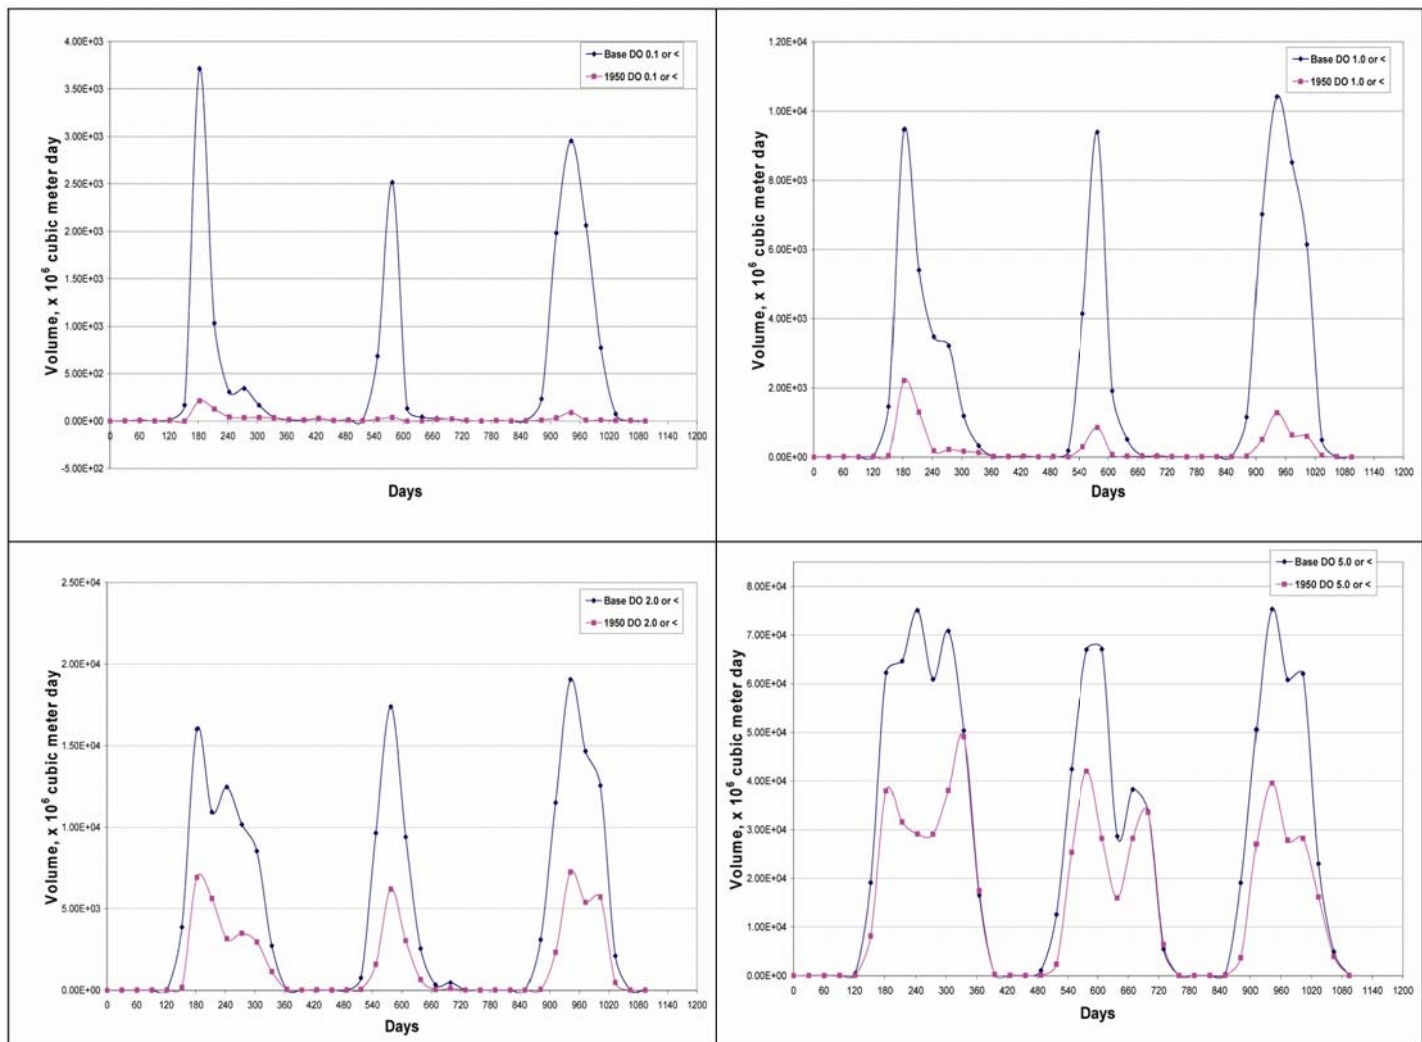 4.00E+03
3.50E+03
3.00E+03
2.50E+03
2.00E+03
1.50E+03
1.00E+03
5.00E+02
0.00E+00
-5.00E+02
Volume, x 10⁶ cubic meter day
Base DO 0.1 or <
1950 DO 0.1 or <
0 60 120 180 240 300 360 420 480 540 600 660 720 780 840 900 960 1020 1080 1140 1200
Days
1.20E+04
1.00E+04
8.00E+03
6.00E+03
4.00E+03
2.00E+03
0.00E+00
Volume, x 10⁶ cubic meter day
Base DO 1.0 or <
1950 DO 1.0 or <
0 60 120 180 240 300 360 420 480 540 600 660 720 780 840 900 960 1020 1080 1140 1200
Days
2.50E+04
2.00E+04
1.50E+04
1.00E+04
5.00E+03
0.00E+00
Volume, x 10⁶ cubic meter day
Base DO 2.0 or <
1950 DO 2.0 or <
0 60 120 180 240 300 360 420 480 540 600 660 720 780 840 900 960 1020 1080 1140 1200
Days
8.00E+04
7.00E+04
6.00E+04
5.00E+04
4.00E+04
3.00E+04
2.00E+04
1.00E+04
0.00E+00
Volume, x 10⁶ cubic meter day
Base DO 5.0 or <
1950 DO 5.0 or <
0 60 120 180 240 300 360 420 480 540 600 660 720 780 840 900 960 1020 1080 1140 1200
Days